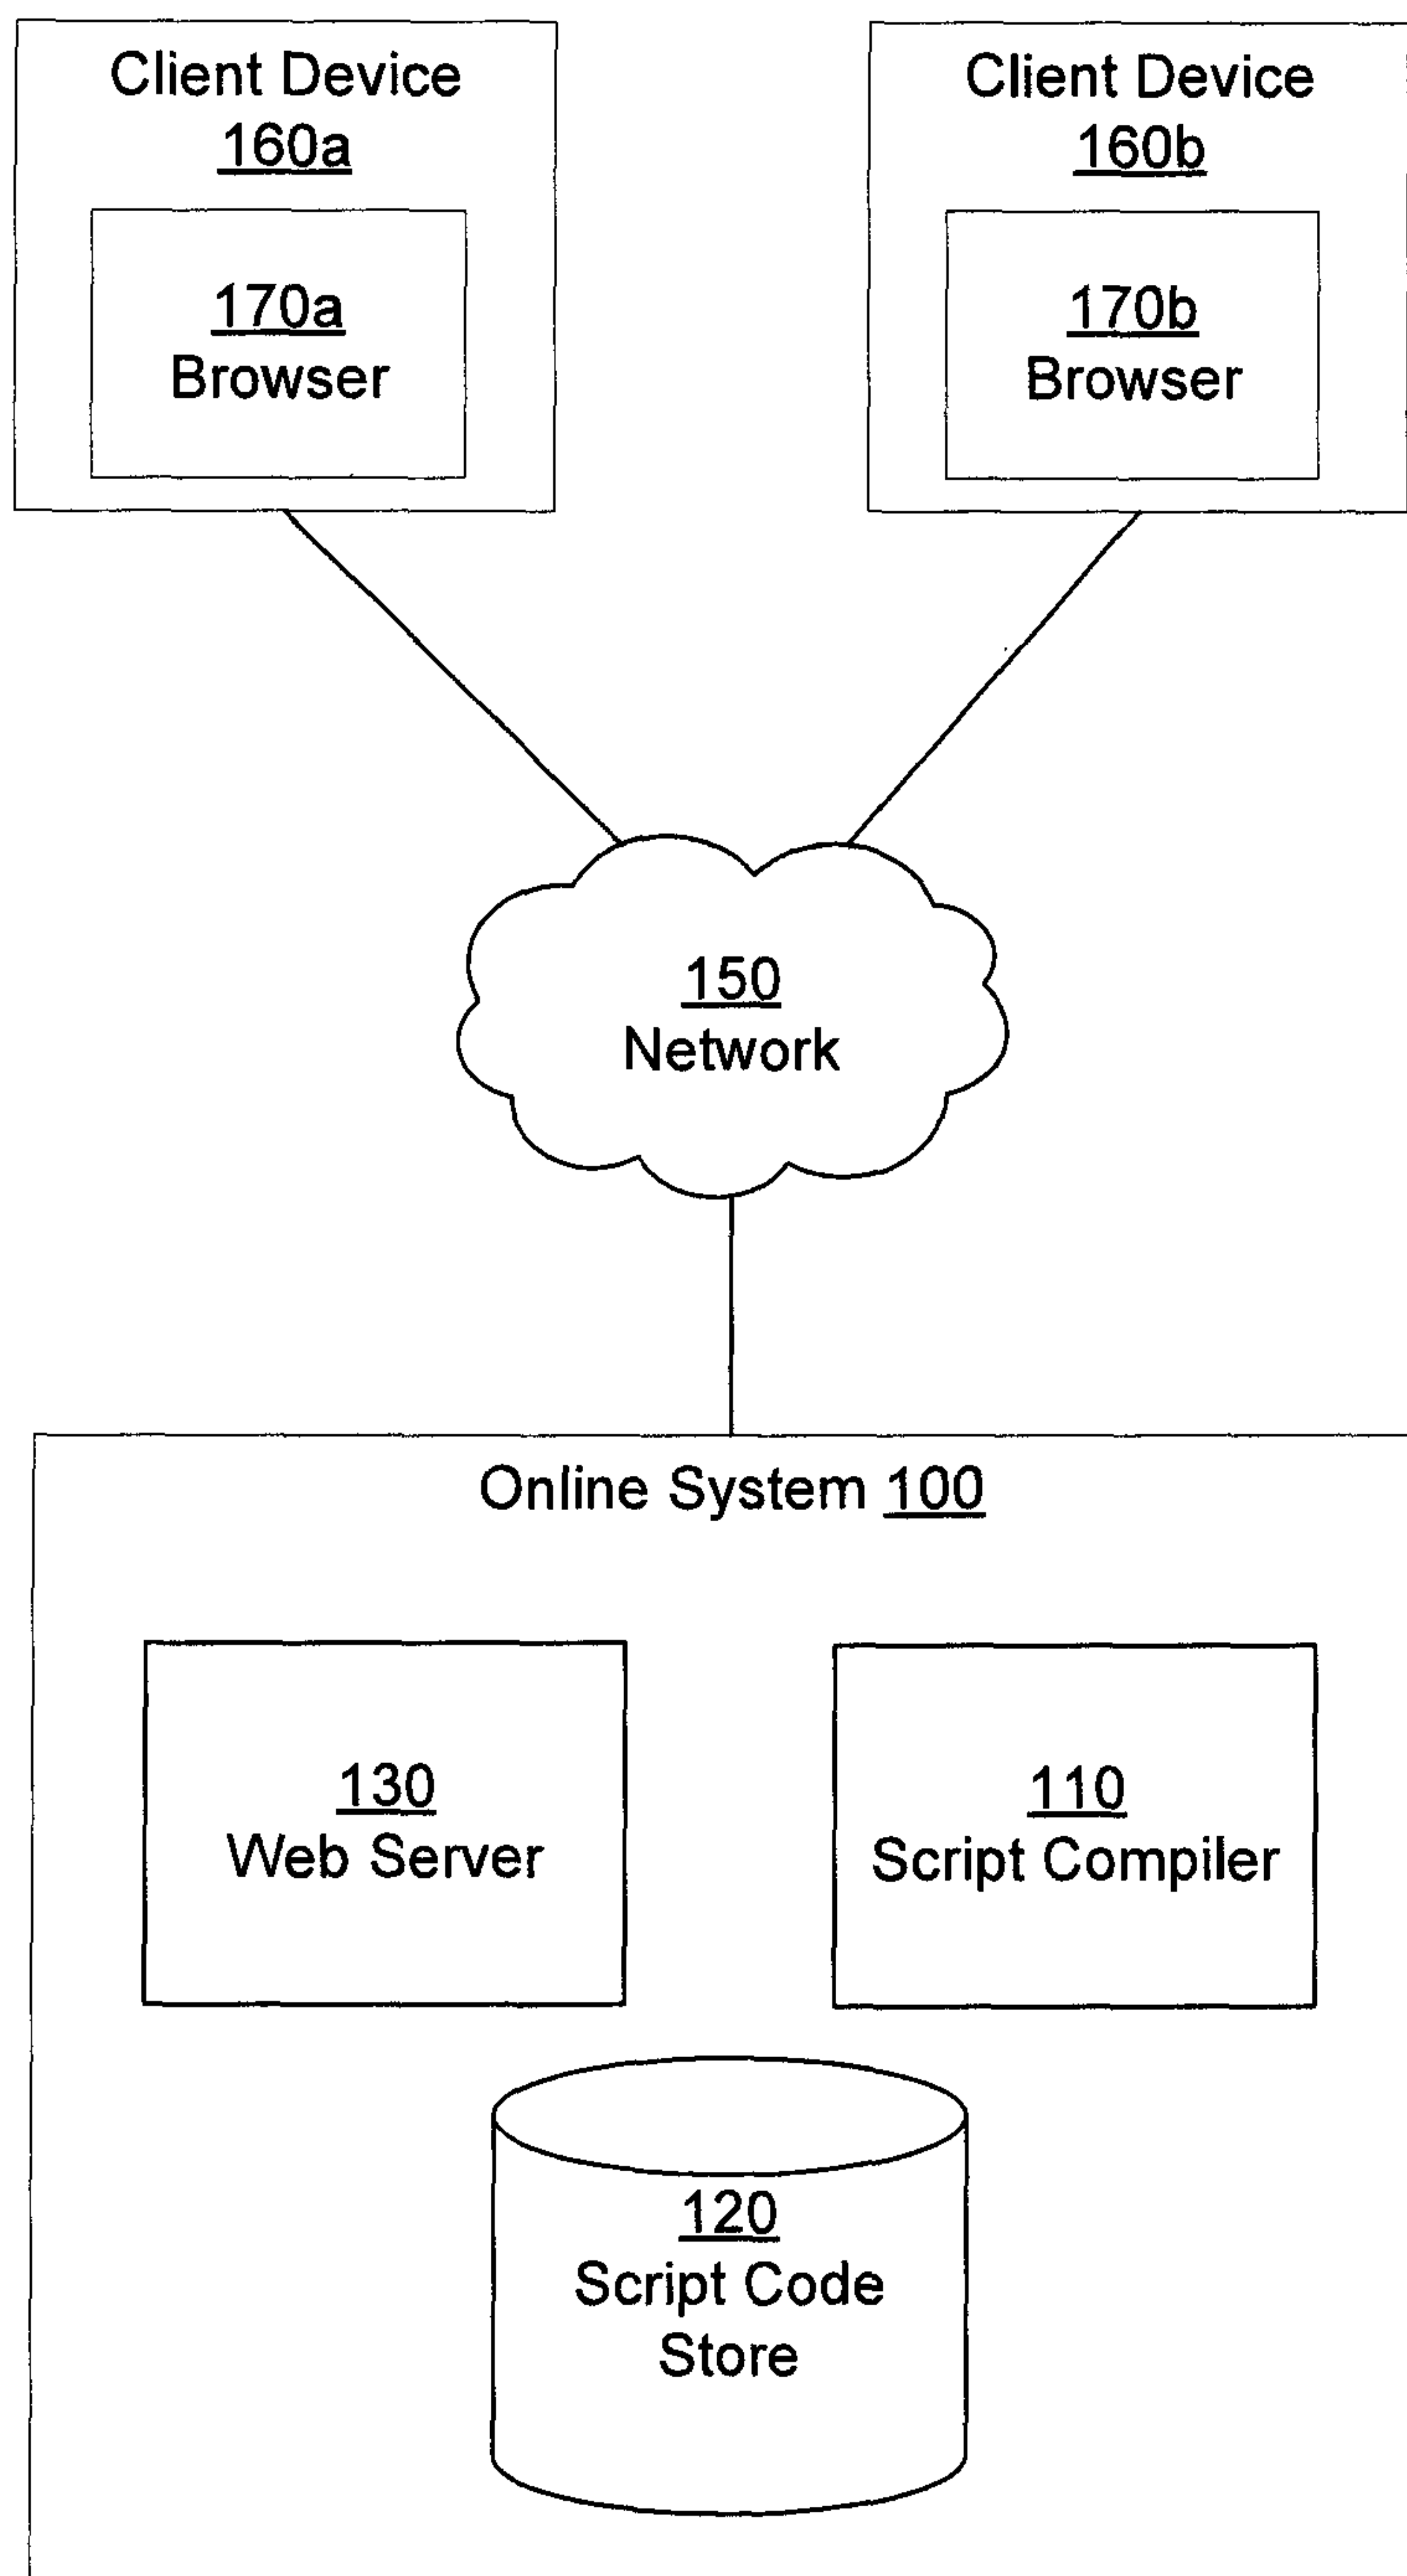 Client Device
160a
170a
Browser
Client Device
160b
170b
Browser
150
Network
Online System 100
130
Web Server
110
Script Compiler
120
Script Code
Store